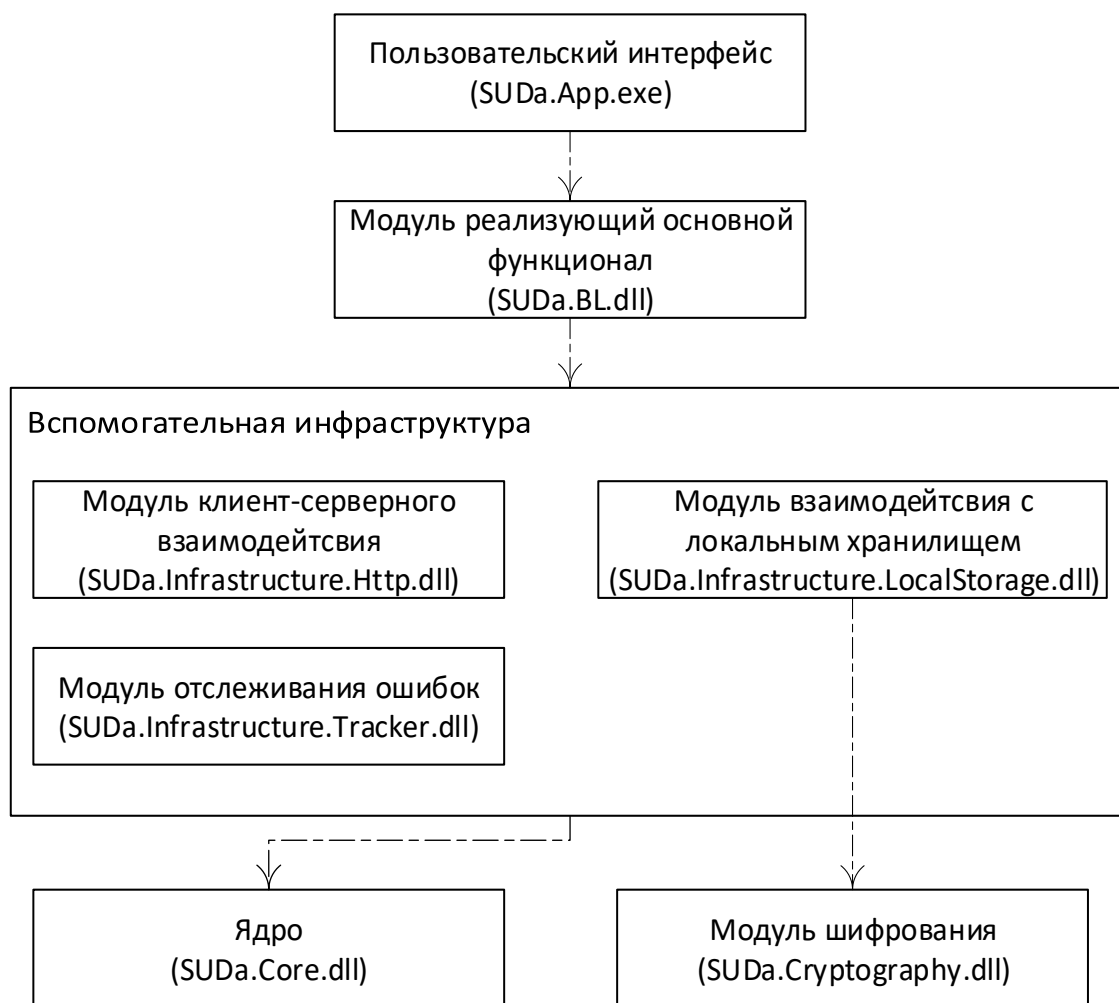 Пользовательский интерфейс
(SUDa.App.exe)
Модуль реализующий основной
функционал
(SUDa.BL.dll)
Вспомогательная инфраструктура
Модуль клиент-серверного
взаимодейтсвия
(SUDa.Infrastructure.Http.dll)
Модуль взаимодейтсвия с
локальным хранилищем
(SUDa.Infrastructure.LocalStorage.dll)
Модуль отслеживания ошибок
(SUDa.Infrastructure.Tracker.dll)
Ядро
(SUDa.Core.dll)
Модуль шифрования
(SUDa.Cryptography.dll)